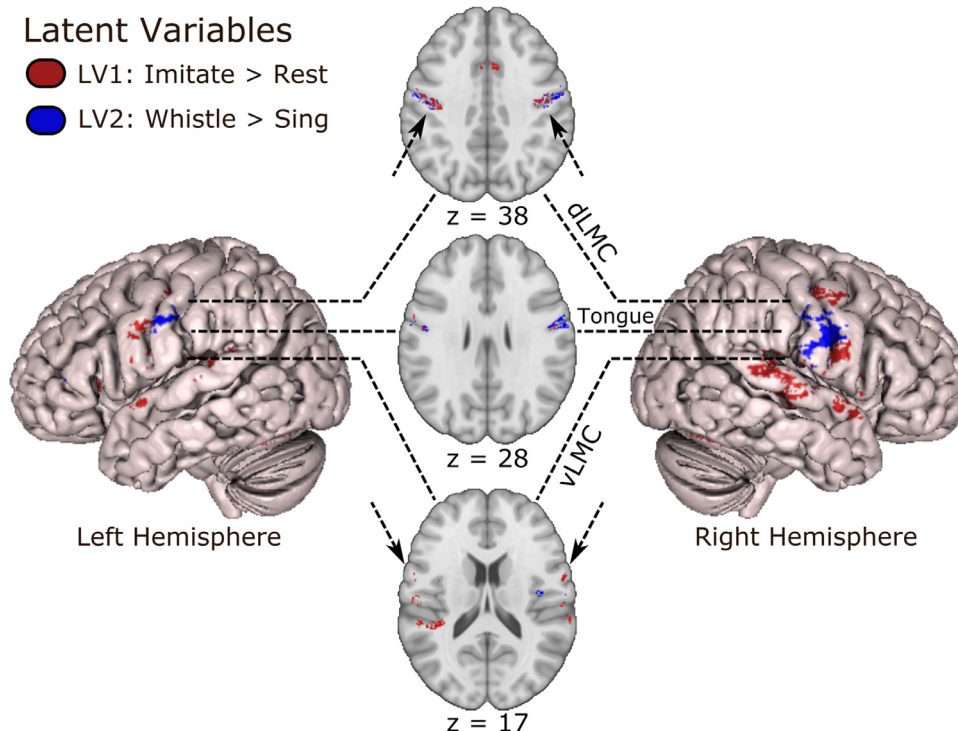 Latent Variables
LV1: Imitate > Rest
LV2: Whistle > Sing
z = 38
dLMC
Tongue
z = 28
vLMC
Left Hemisphere
Right Hemisphere
z = 17